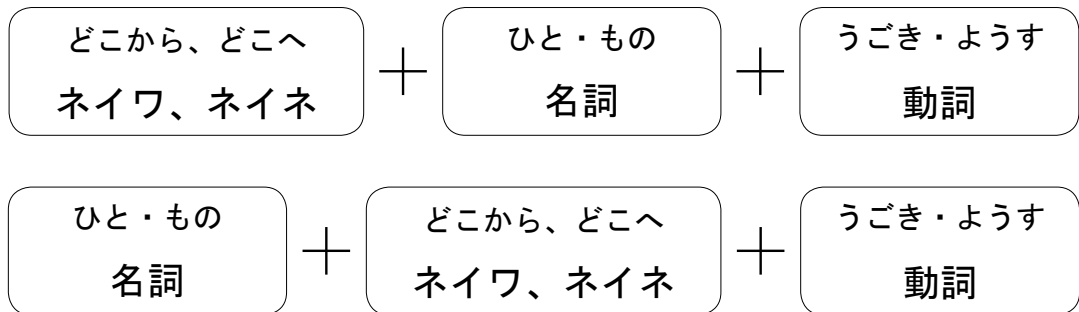 どこから、どこへ + ひと・もの + うごき・ようす
ネイワ、ネイネ 名詞 動詞
ひと・もの + どこから、どこへ + うごき・ようす
名詞 ネイワ、ネイネ 動詞